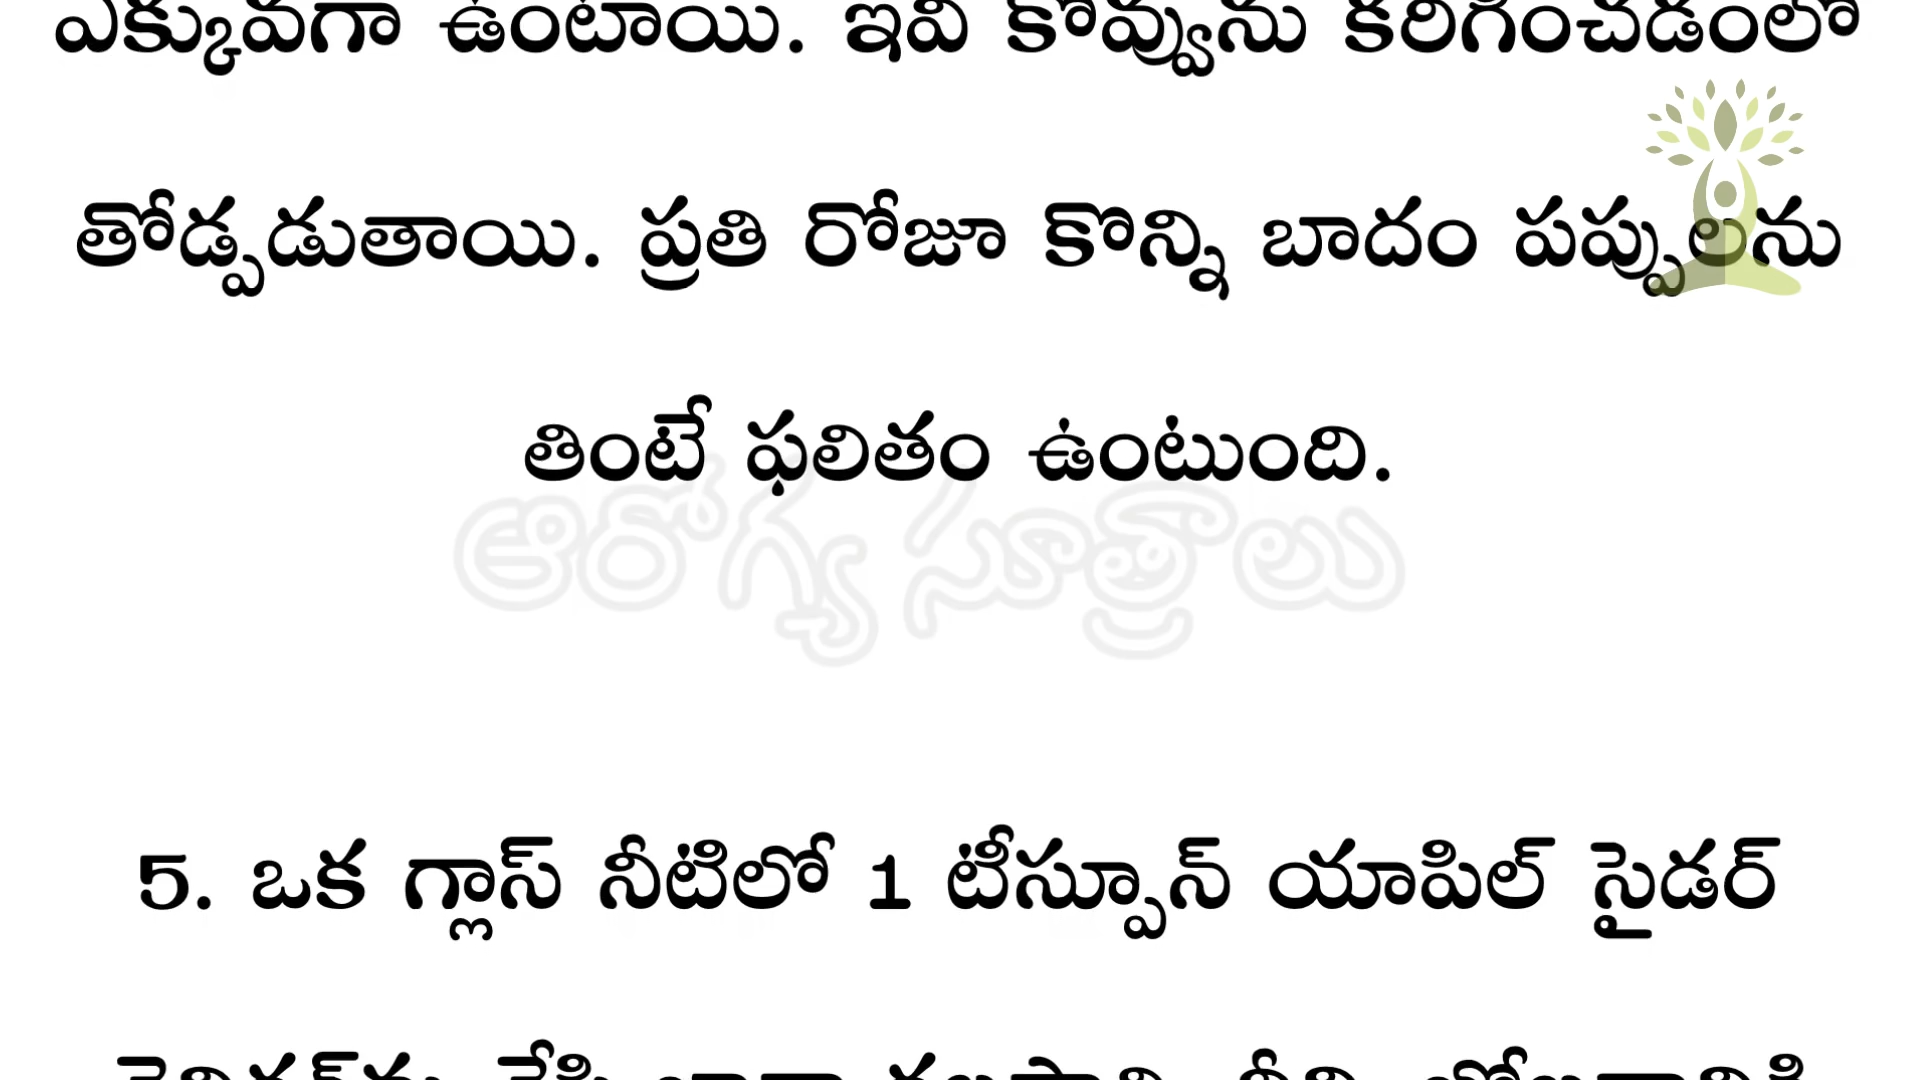 ఎక్కువగా ఉంటాయి. ఇవి కొవ్వును కరిగించడంలో
తోడ్పడుతాయి. ప్రతి రోజూ కొన్ని బాదం పప్పులను
తింటే ఫలితం ఉంటుంది.
ఆరోగ్య సూత్రాలు
5. ఒక గ్లాస్ నీటిలో 1 టీస్పూన్ యాపిల్ సైడర్